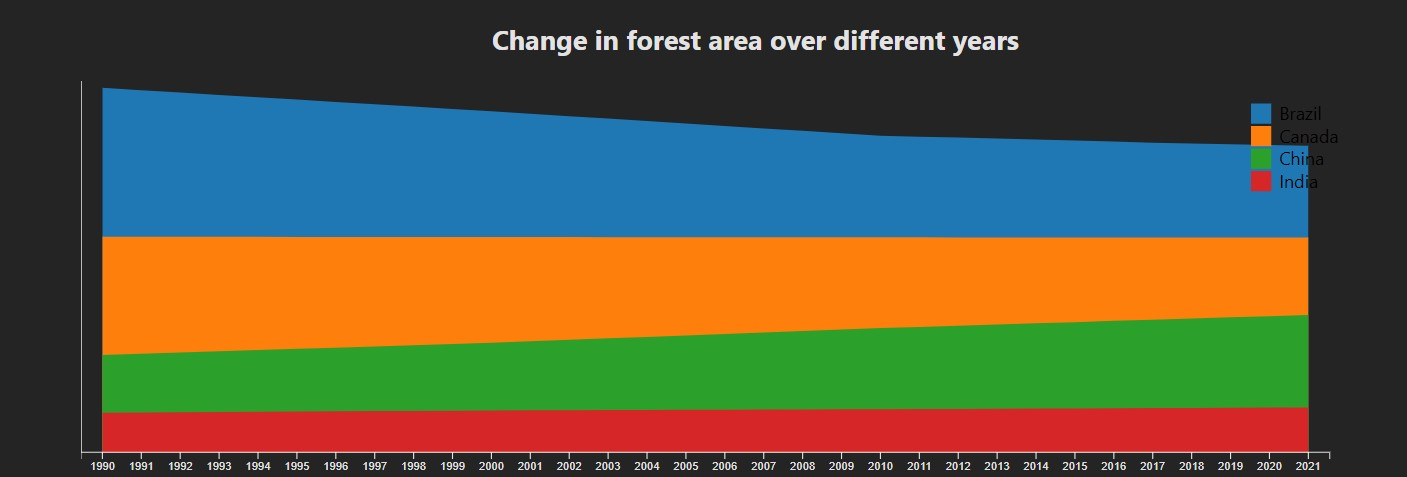 Change in forest area over different years
Brazil
Canada
China
India
1990 1991 1992 1993 1994 1995 1996 1997 1998 1999 2000 2001 2002 2003 2004 2005 2006 2007 2008 2009 2010 2011 2012 2013 2014 2015 2016 2017 2018 2019 2020 2021